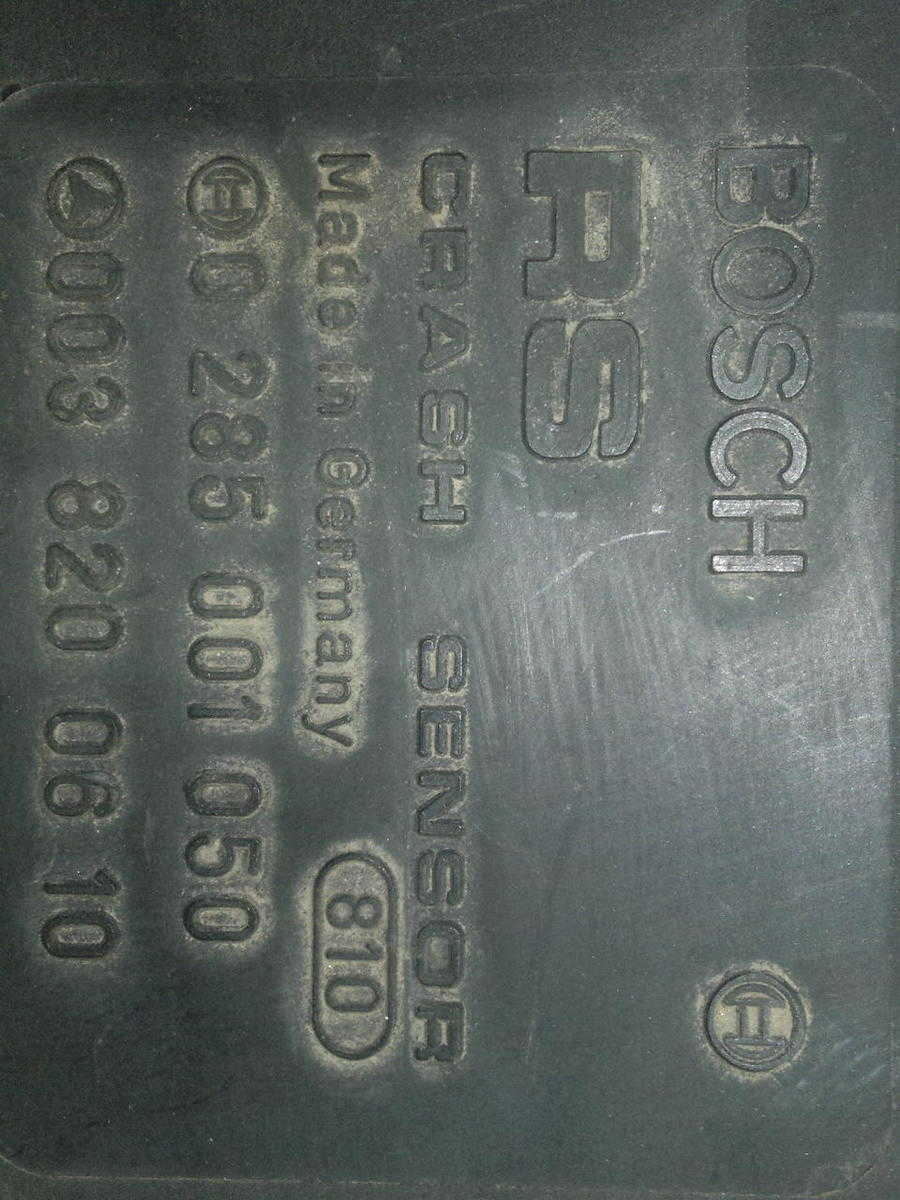 BOSCH
RS
CRASH SENSOR
Made in Germany 810
0 285 001 050
003 820 06 10